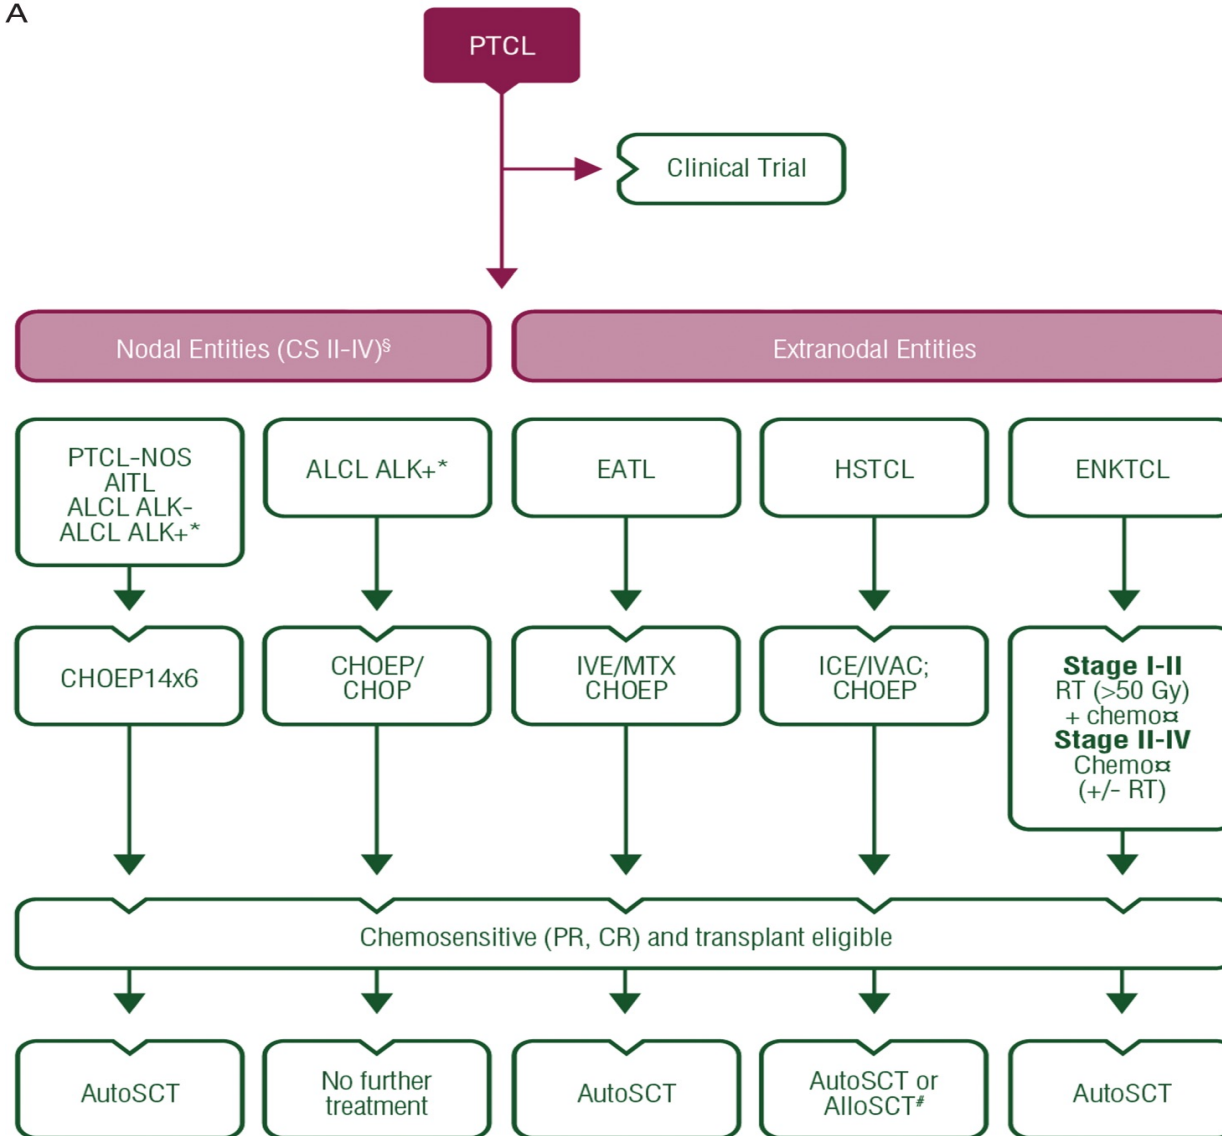 A
PTCL
Clinical Trial
Nodal Entities (CS II-IV)§
Extranodal Entities
PTCL-NOS
AITL
ALCL ALK-
ALCL ALK+*
ALCL ALK+*
EATL
HSTCL
ENKTCL
CHOEP14x6
CHOEP/
CHOP
IVE/MTX
CHOEP
ICE/IVAC;
CHOEP
Stage I-II
RT (>50 Gy)
+ chemo¤
Stage II-IV
Chemo¤
(+/- RT)
Chemosensitive (PR, CR) and transplant eligible
AutoSCT
No further
treatment
AutoSCT
AutoSCT or
AlloSCT#
AutoSCT